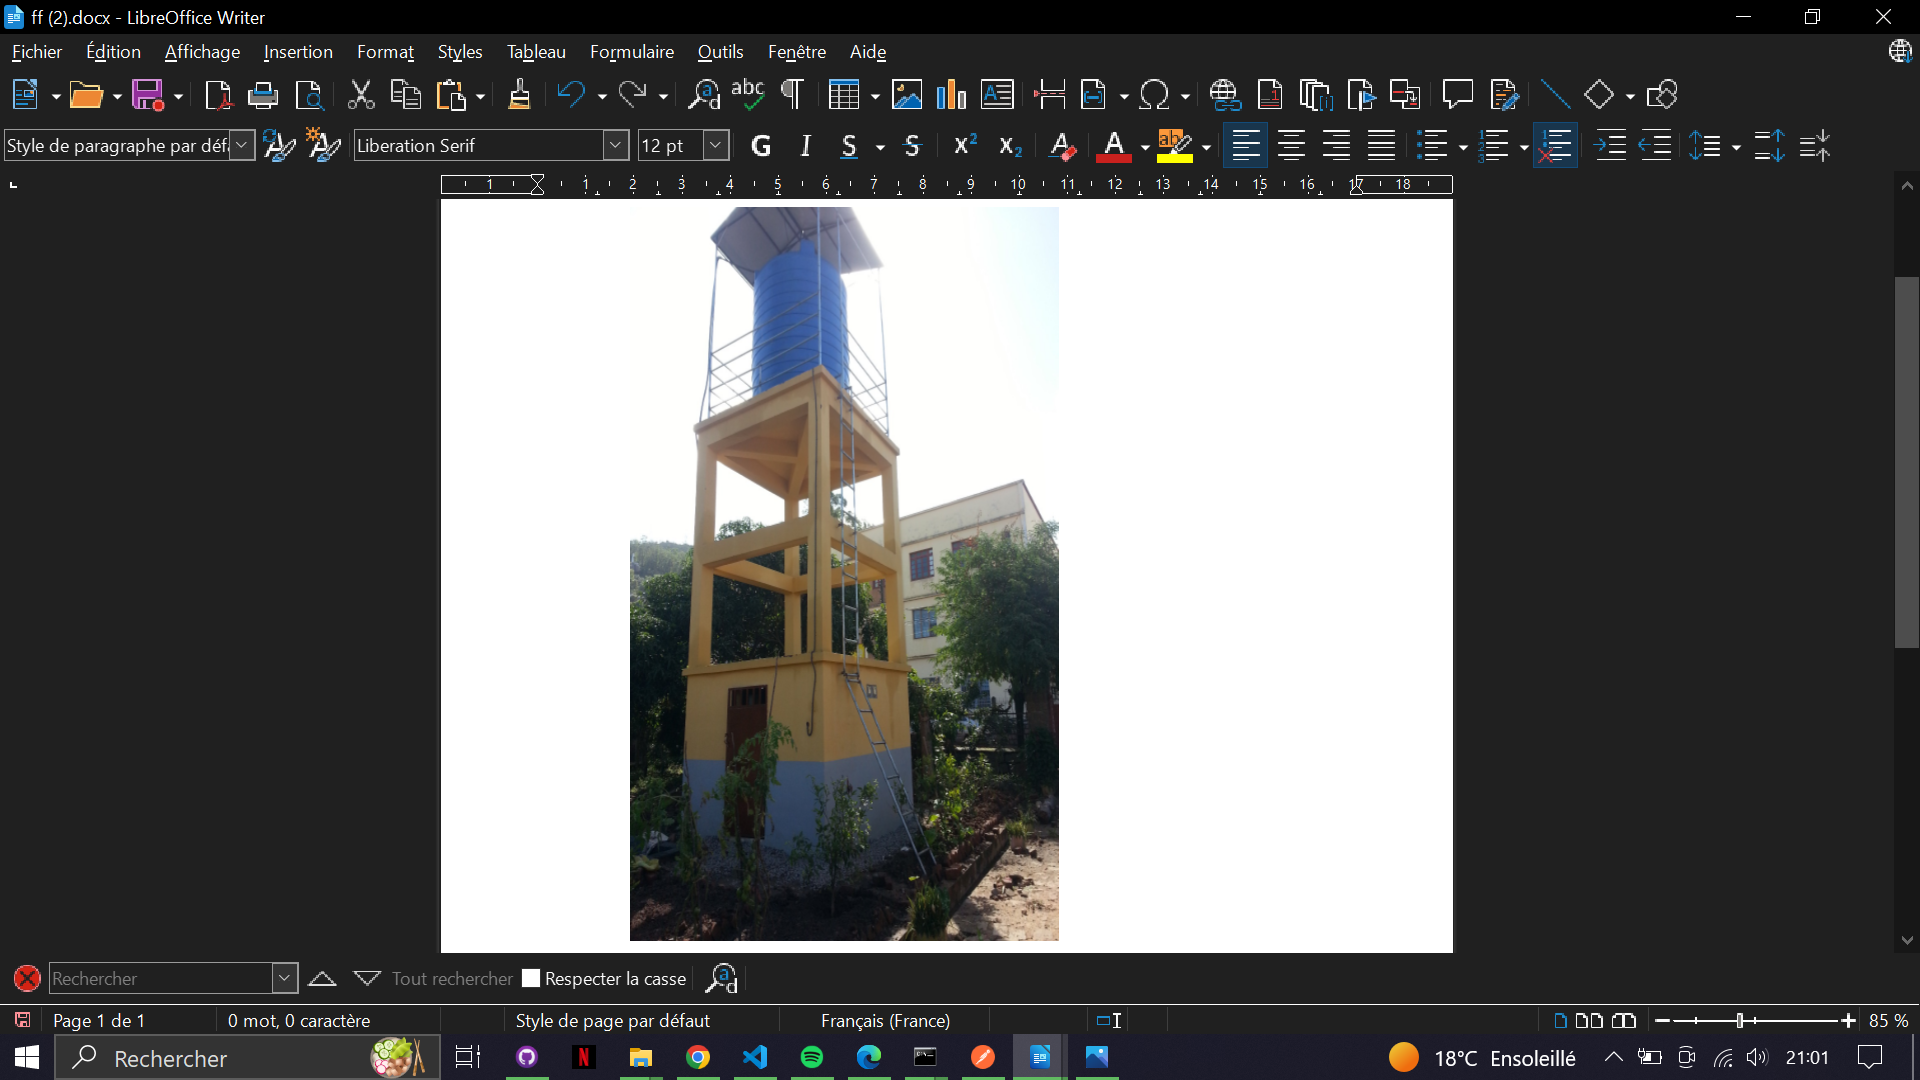 ff (2).docx - LibreOffice Writer
Fichier Édition Affichage Insertion Format Styles Tableau Formulaire Outils Fenêtre Aide
Style de paragraphe par déf Liberation Serif 12 pt G I S S X² X₂ A
1 1 2 3 4 5 6 7 8 9 10 11 12 13 14 15 16 17 18
Rechercher Tout rechercher Respecter la casse
Page 1 de 1 0 mot, 0 caractère Style de page par défaut Français (France) 85 %
Rechercher 18°C Ensoleillé 21:01